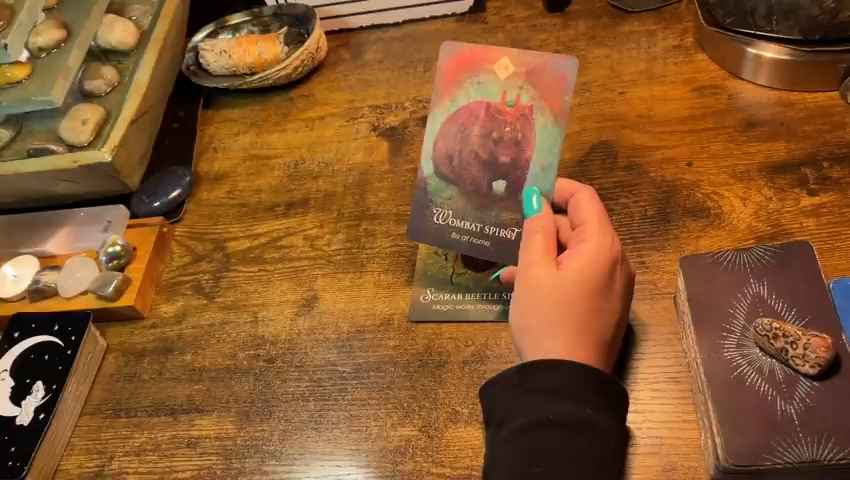 WOMBAT SPIRIT
Be at home.
SCARAB BEETLE SPI
Magic works through